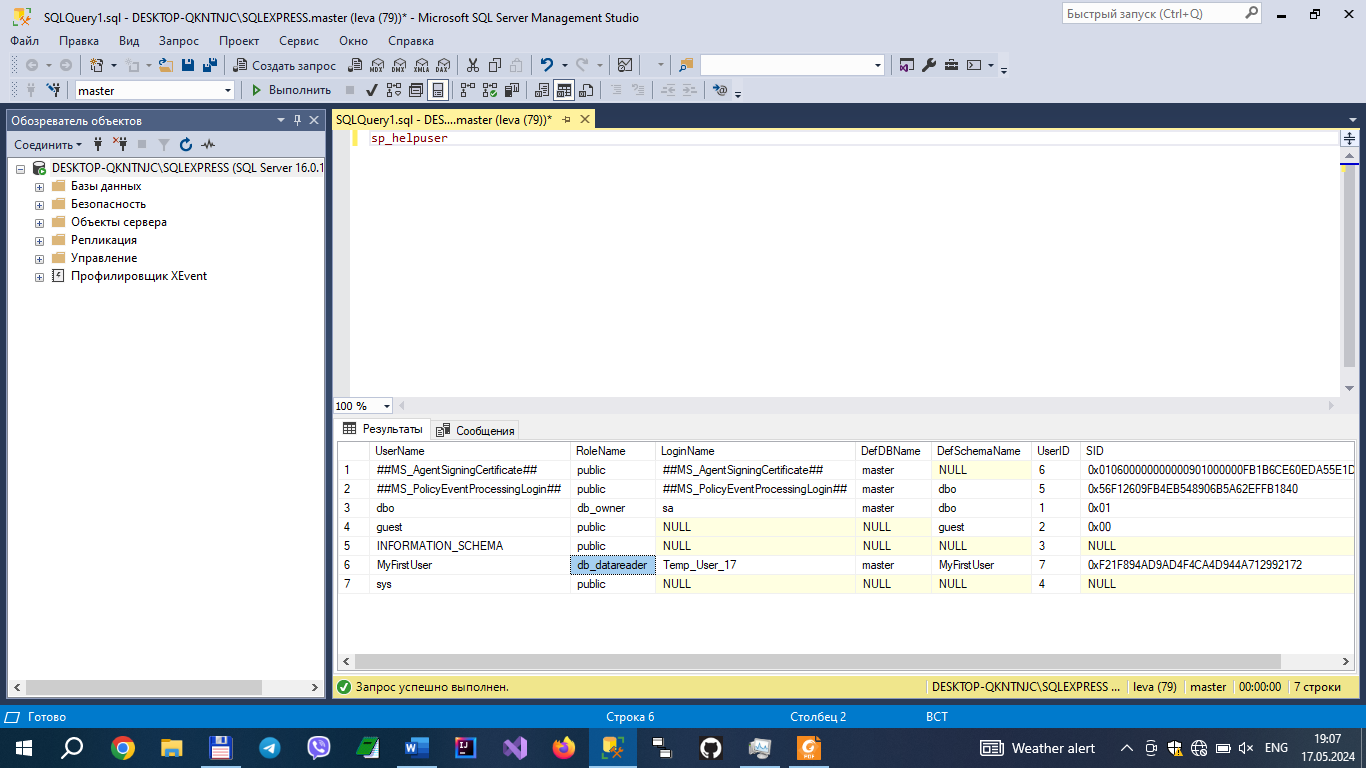 SQLQuery1.sql - DESKTOP-QKNTNJC\SQLEXPRESS.master (leva (79))* - Microsoft SQL Server Management Studio
Быстрый запуск (Ctrl+Q)
Файл Правка Вид Запрос Проект Сервис Окно Справка
Создать запрос MDX DMX XMLA DAX
master Выполнить
Обозреватель объектов
SQLQuery1.sql - DES....master (leva (79))*
Соединить
sp_helpuser
DESKTOP-QKNTNJC\SQLEXPRESS (SQL Server 16.0.1
Базы данных
Безопасность
Объекты сервера
Репликация
Управление
Профилировщик XEvent
100 %
Результаты Сообщения
UserName RoleName LoginName DefDBName DefSchemaName UserID SID
1 ##MS_AgentSigningCertificate## public ##MS_AgentSigningCertificate## master NULL 6 0x010600000000000901000000FB1B6CE60EDA55E1D
2 ##MS_PolicyEventProcessingLogin## public ##MS_PolicyEventProcessingLogin## master dbo 5 0x56F12609FB4EB548906B5A62EFFB1840
3 dbo db_owner sa master dbo 1 0x01
4 guest public NULL NULL guest 2 0x00
5 INFORMATION_SCHEMA public NULL NULL NULL 3 NULL
6 MyFirstUser db_datareader Temp_User_17 master MyFirstUser 7 0xF21F894AD9AD4F4CA4D944A712992172
7 sys public NULL NULL NULL 4 NULL
Запрос успешно выполнен. DESKTOP-QKNTNJC\SQLEXPRESS ... leva (79) master 00:00:00 7 строки
Готово Строка 6 Столбец 2 ВСТ
Weather alert ENG 19:07
17.05.2024